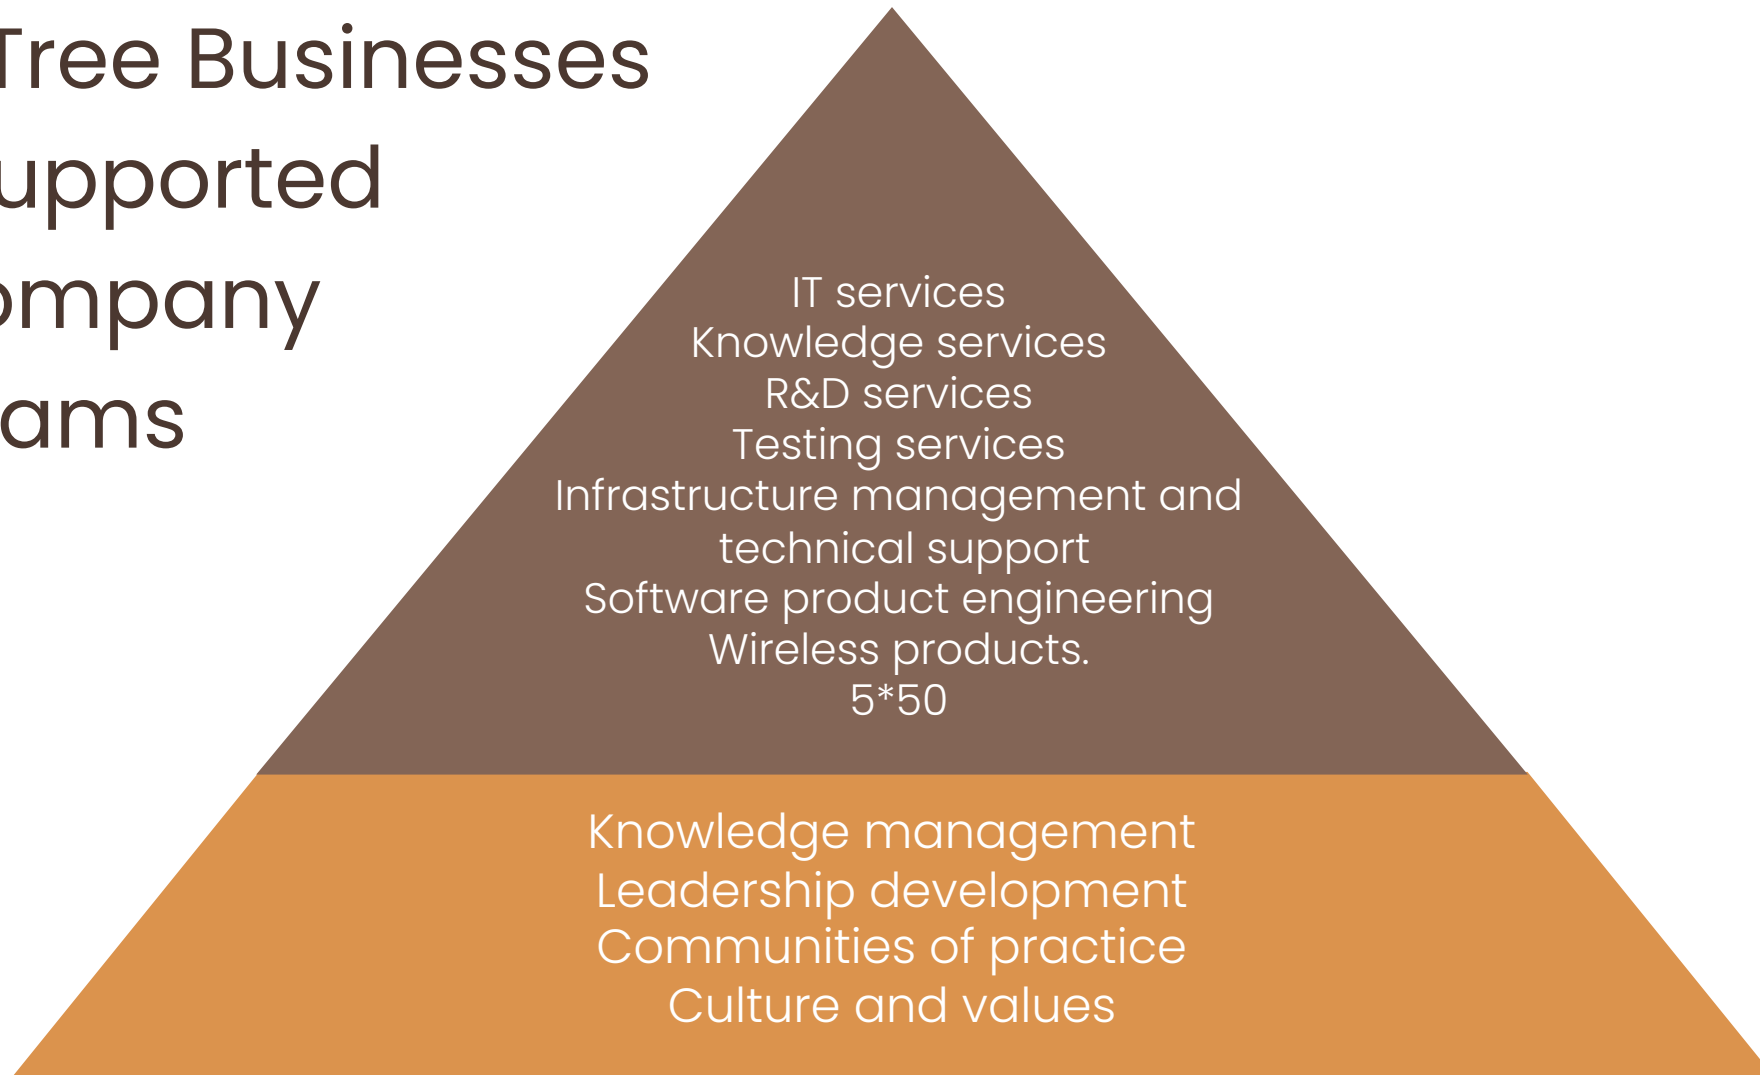 Tree Businesses
upported
ompany
ams
IT services
Knowledge services
R&D services
Testing services
Infrastructure management and
technical support
Software product engineering
Wireless products.
5*50
Knowledge management
Leadership development
Communities of practice
Culture and values